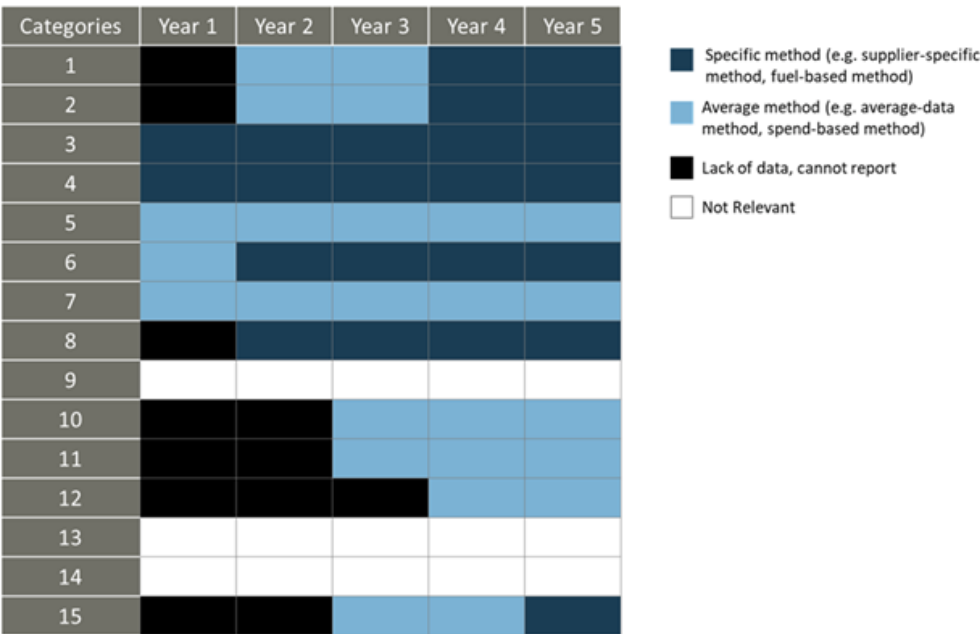 Categories Year 1 Year 2 Year 3 Year 4 Year 5
1
2
3
4
5
6
7
8
9
10
11
12
13
14
15
Specific method (e.g. supplier-specific
method, fuel-based method)
Average method (e.g. average-data
method, spend-based method)
Lack of data, cannot report
Not Relevant